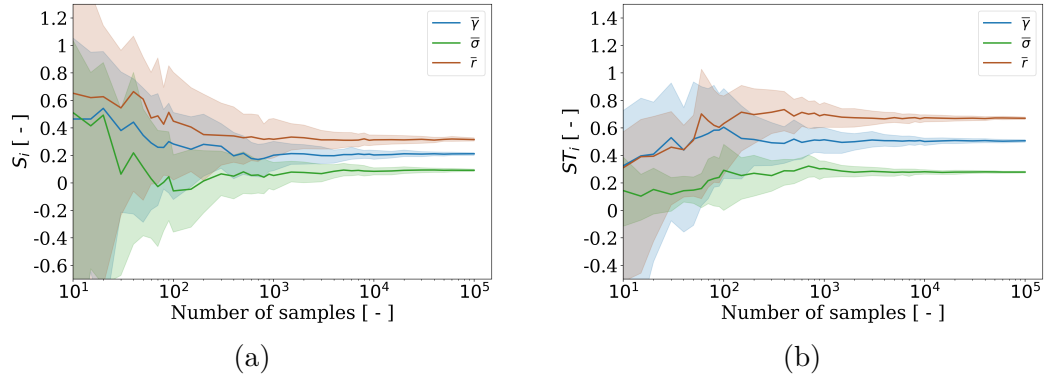 1.2
1
0.8
0.6
0.4
0.2
0
-0.2
-0.4
-0.6
S_i [ - ]
10^1
10^2
10^3
10^4
10^5
Number of samples [ - ]
γ̅
σ̅
r̅
(a)
1.4
1.2
1
0.8
0.6
0.4
0.2
0
-0.2
-0.4
ST_i [ - ]
10^1
10^2
10^3
10^4
10^5
Number of samples [ - ]
γ̅
σ̅
r̅
(b)